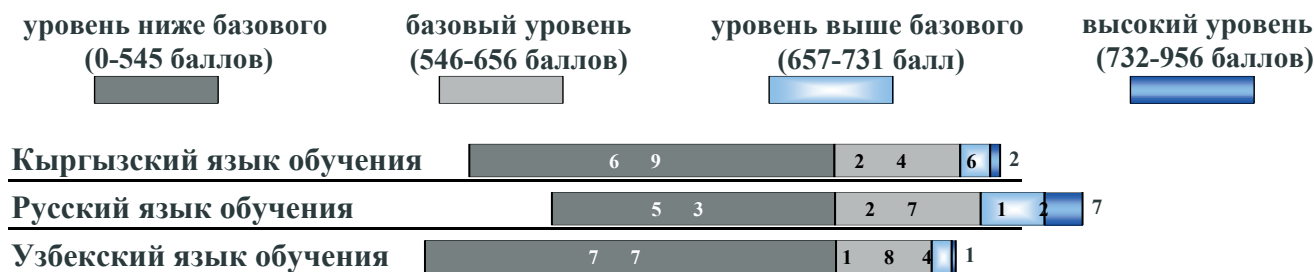 уровень ниже базового базовый уровень уровень выше базового высокий уровень
(0-545 баллов) (546-656 баллов) (657-731 балл) (732-956 баллов)
Кыргызский язык обучения 6 9 2 4 6 2
Русский язык обучения 5 3 2 7 1 2 7
Узбекский язык обучения 7 7 1 8 4 1